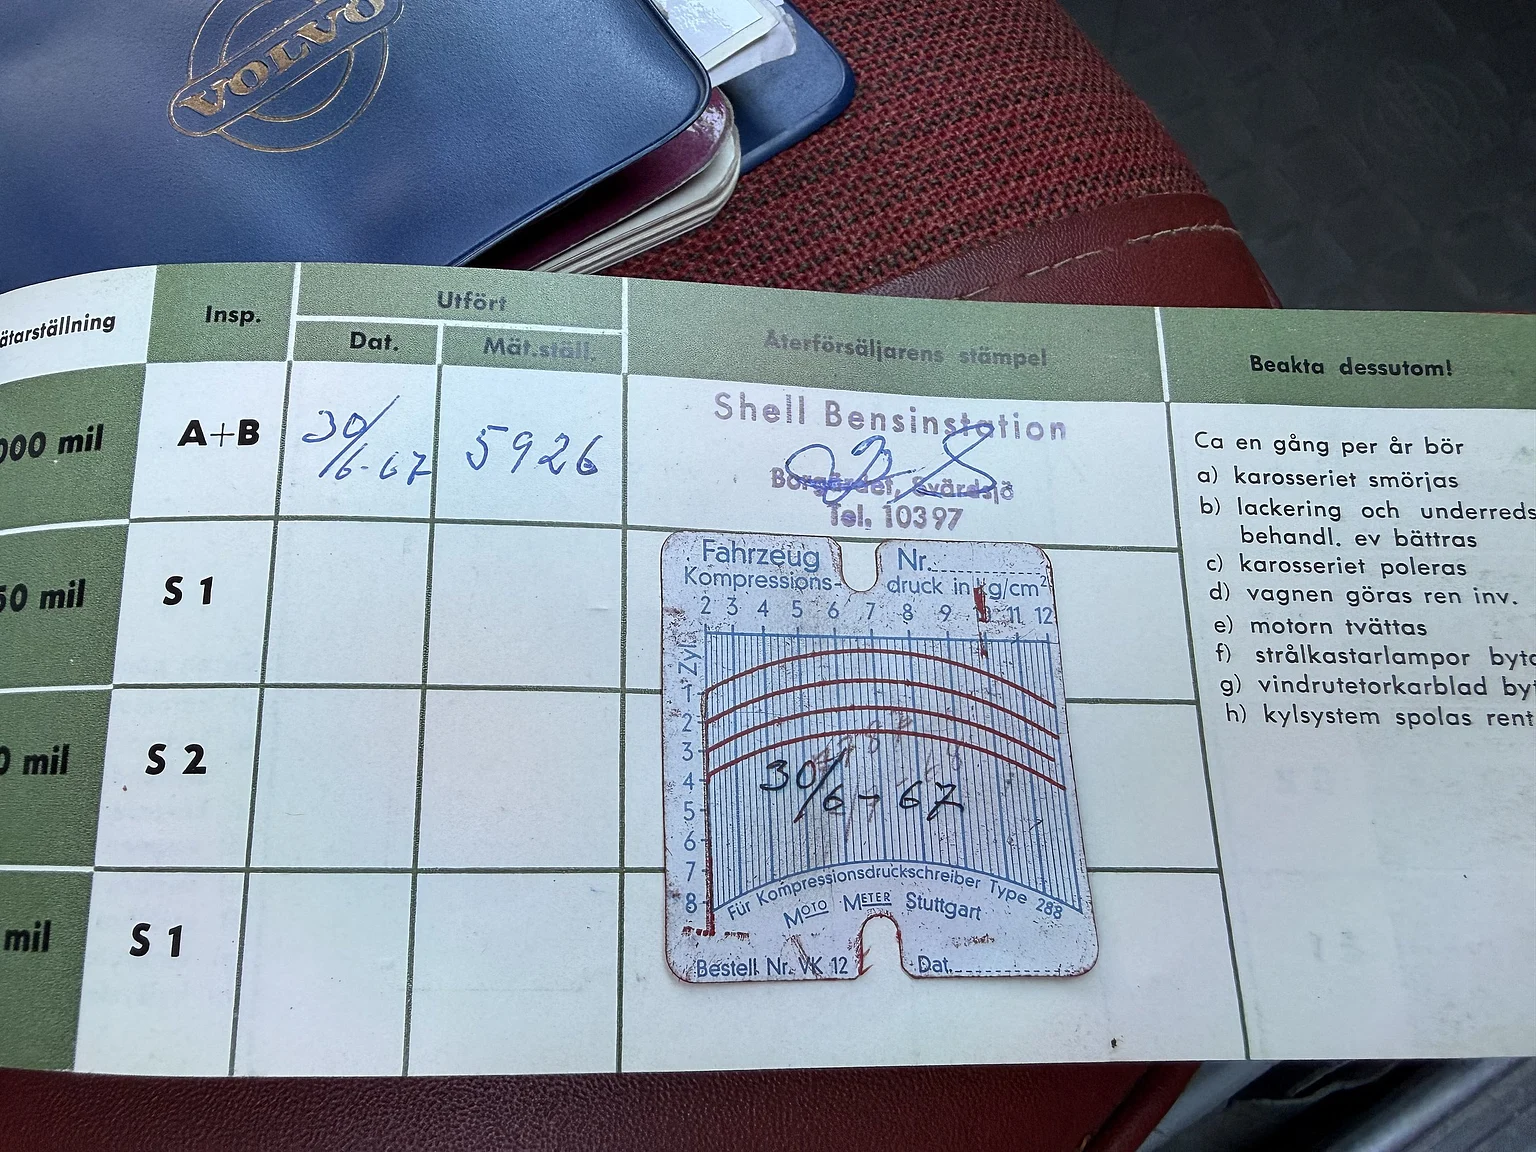 VOLVO
ätarställning
Insp.
Utfört
Dat.
Mät.ställ.
Återförsäljarens stämpel
Beakta dessutom!
000 mil
A+B
30/6-67
5926
Shell Bensinstation
Borgärdet, Svärdsjö
Tel. 10397
50 mil
S 1
0 mil
S 2
mil
S 1
Ca en gång per år bör
a) karosseriet smörjas
b) lackering och underreds
behandl. ev bättras
c) karosseriet poleras
d) vagnen göras ren inv.
e) motorn tvättas
f) strålkastarlampor byta
g) vindrutetorkarblad byt
h) kylsystem spolas rent
Fahrzeug Nr.
Kompressions-druck in kg/cm²
2 3 4 5 6 7 8 9 10 11 12
Zyl.
1
2
3
4
5
6
7
8
30/6-67
Für Kompressionsdruckschreiber Type 288
MOTO METER Stuttgart
Bestell Nr. VK 12
Dat.